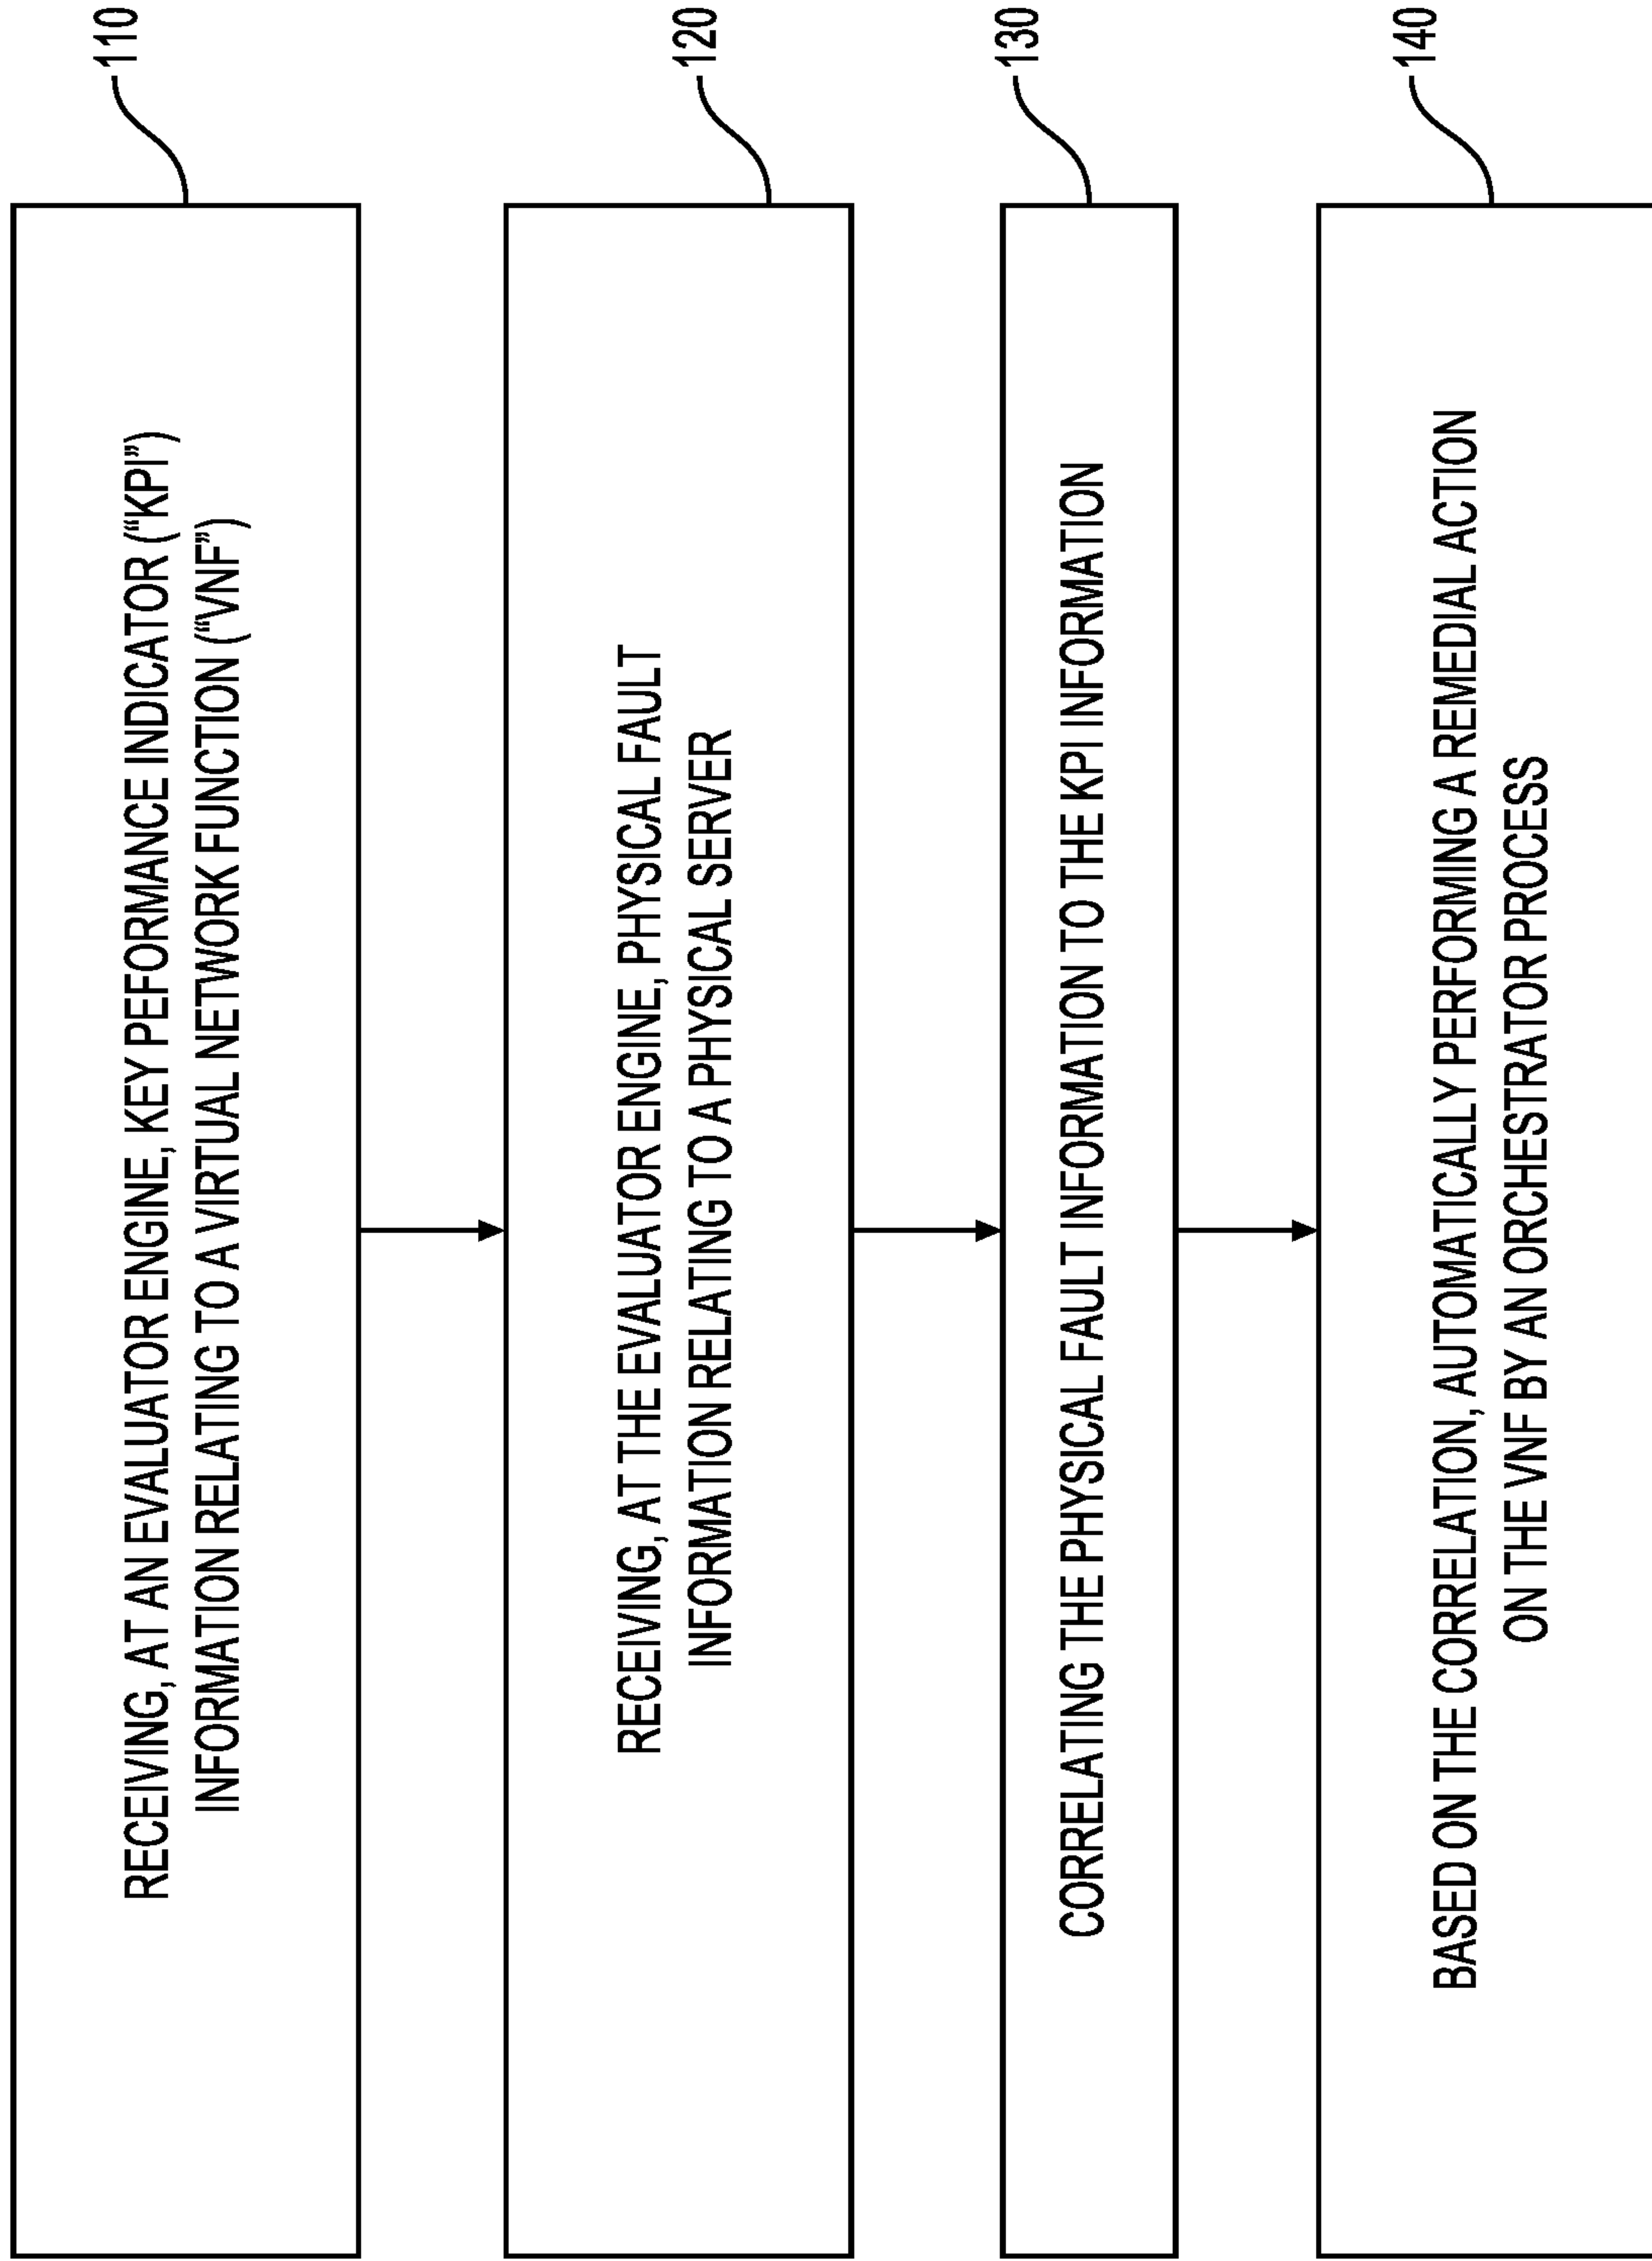 RECEIVING, AT AN EVALUATOR ENGINE, KEY PEFORMANCE INDICATOR (“KPI”)
INFORMATION RELATING TO A VIRTUAL NETWORK FUNCTION (“VNF”)
110
RECEIVING, AT THE EVALUATOR ENGINE, PHYSICAL FAULT
INFORMATION RELATING TO A PHYSICAL SERVER
120
CORRELATING THE PHYSICAL FAULT INFORMATION TO THE KPI INFORMATION
130
BASED ON THE CORRELATION, AUTOMATICALLY PERFORMING A REMEDIAL ACTION
ON THE VNF BY AN ORCHESTRATOR PROCESS
140